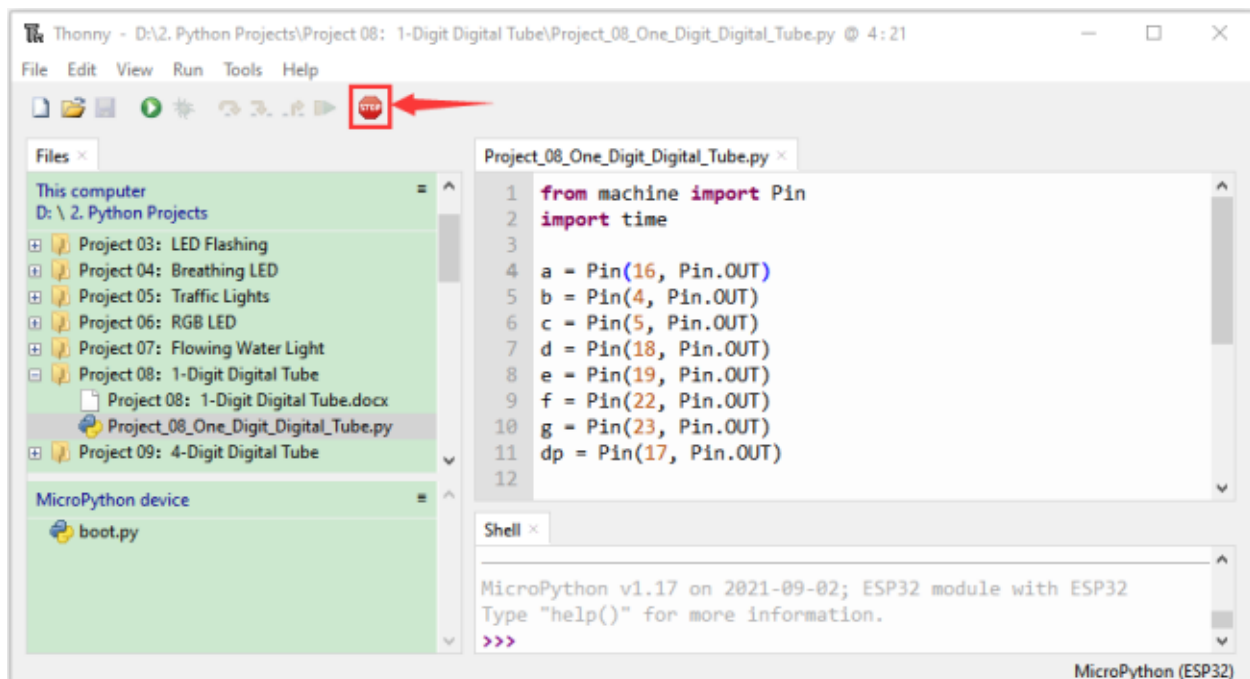 Thonny - D:\2. Python Projects\Project 08: 1-Digit Digital Tube\Project_08_One_Digit_Digital_Tube.py @ 4:21
File Edit View Run Tools Help
STOP
Files
This computer
D: \ 2. Python Projects
Project 03: LED Flashing
Project 04: Breathing LED
Project 05: Traffic Lights
Project 06: RGB LED
Project 07: Flowing Water Light
Project 08: 1-Digit Digital Tube
Project 08: 1-Digit Digital Tube.docx
Project_08_One_Digit_Digital_Tube.py
Project 09: 4-Digit Digital Tube
MicroPython device
boot.py
Project_08_One_Digit_Digital_Tube.py
1 from machine import Pin
2 import time
3
4 a = Pin(16, Pin.OUT)
5 b = Pin(4, Pin.OUT)
6 c = Pin(5, Pin.OUT)
7 d = Pin(18, Pin.OUT)
8 e = Pin(19, Pin.OUT)
9 f = Pin(22, Pin.OUT)
10 g = Pin(23, Pin.OUT)
11 dp = Pin(17, Pin.OUT)
12
Shell
MicroPython v1.17 on 2021-09-02; ESP32 module with ESP32
Type "help()" for more information.
>>>
MicroPython (ESP32)